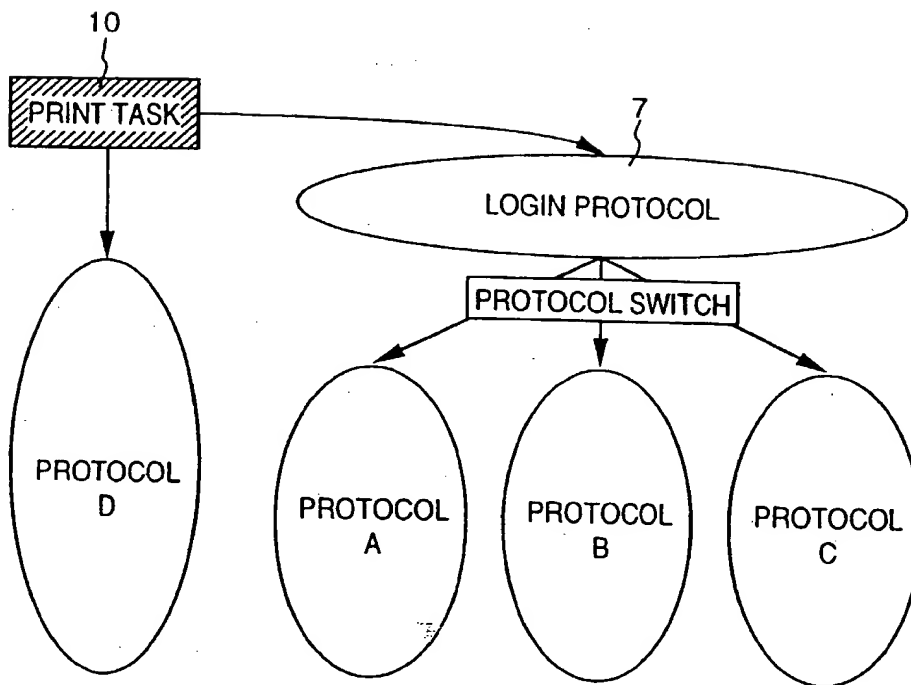 10
PRINT TASK
7
LOGIN PROTOCOL
PROTOCOL SWITCH
PROTOCOL
D
PROTOCOL
A
PROTOCOL
B
PROTOCOL
C